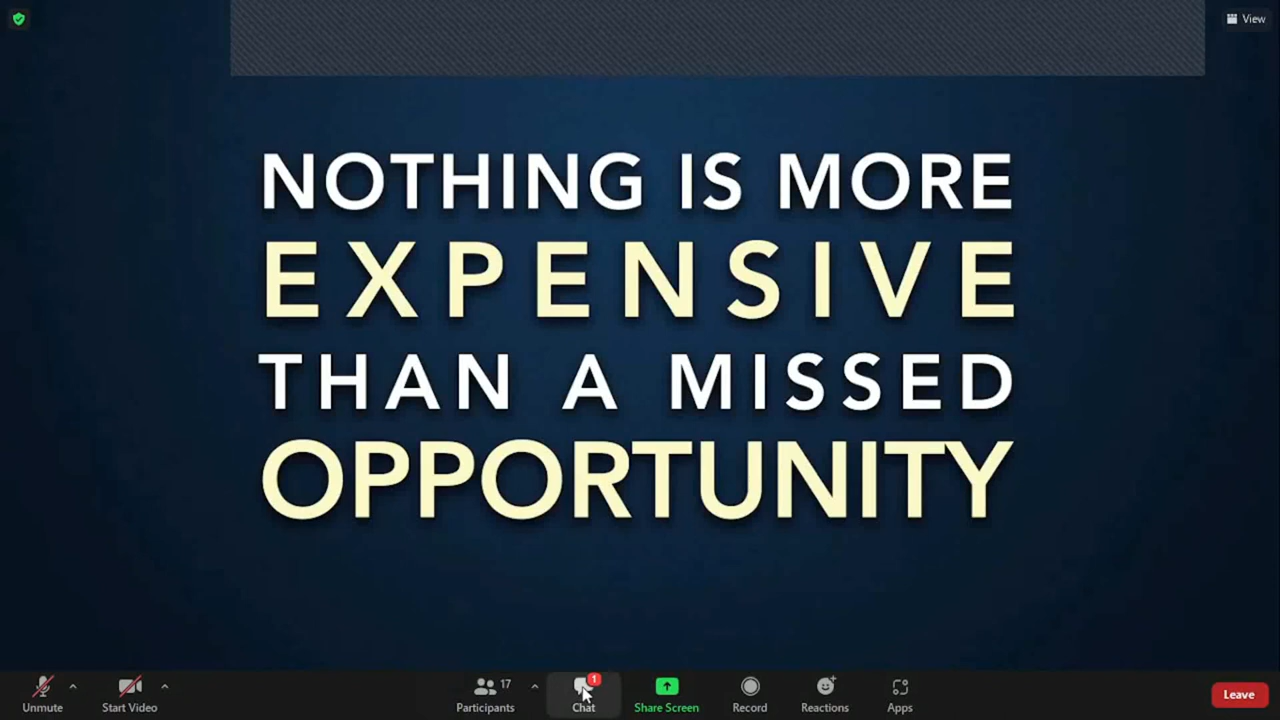 View
NOTHING IS MORE
EXPENSIVE
THAN A MISSED
OPPORTUNITY
17
1
Unmute
Start Video
Participants
Chat
Share Screen
Record
Reactions
Apps
Leave